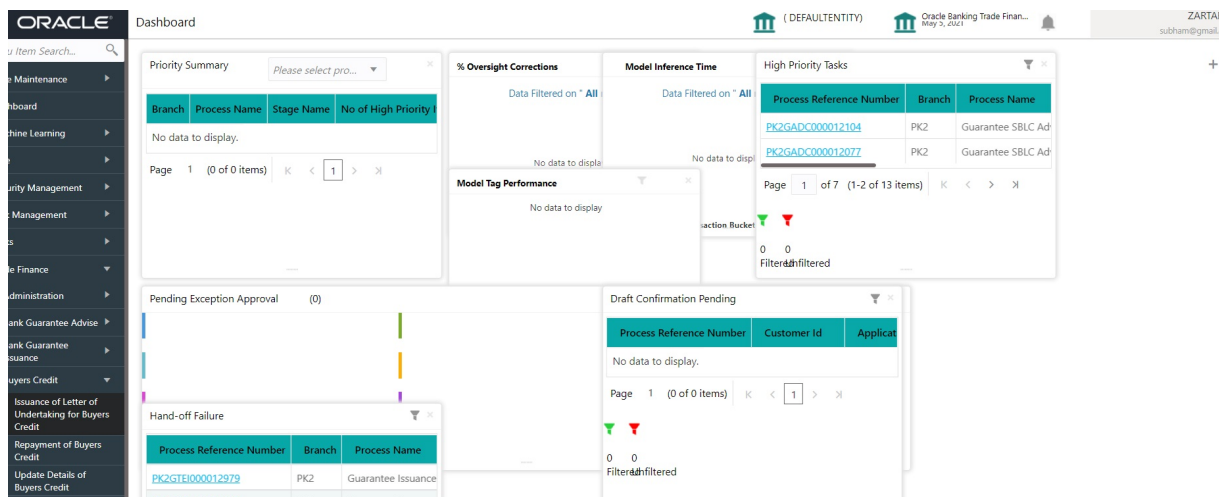 ORACLE
Dashboard
( DEFAULTENTITY)
Oracle Banking Trade Finan...
May 5, 2021
ZARTAB
subham@gmail.
u Item Search...
e Maintenance
hboard
chine Learning
e
urity Management
k Management
ks
le Finance
dministration
ank Guarantee Advise
ank Guarantee
ssuance
uyers Credit
Issuance of Letter of
Undertaking for Buyers
Credit
Repayment of Buyers
Credit
Update Details of
Buyers Credit
Priority Summary
Please select pro...
Branch Process Name Stage Name No of High Priority I
No data to display.
Page 1 (0 of 0 items) 1
% Oversight Corrections
Data Filtered on " All
No data to displa
Model Inference Time
Data Filtered on " All
No data to displ
saction Bucket
Model Tag Performance
No data to display
High Priority Tasks
Process Reference Number Branch Process Name
PK2GADC000012104 PK2 Guarantee SBLC Ad
PK2GADC000012077 PK2 Guarantee SBLC Ad
Page 1 of 7 (1-2 of 13 items)
0 0
Filtered Unfiltered
Pending Exception Approval (0)
Draft Confirmation Pending
Process Reference Number Customer Id Applicat
No data to display.
Page 1 (0 of 0 items) 1
0 0
Filtered Unfiltered
Hand-off Failure
Process Reference Number Branch Process Name
PK2GTEI000012979 PK2 Guarantee Issuance